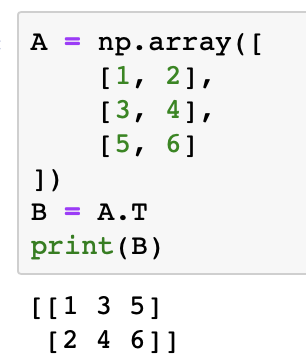 A = np.array([
    [1, 2],
    [3, 4],
    [5, 6]
])
B = A.T
print(B)
[[1 3 5]
 [2 4 6]]